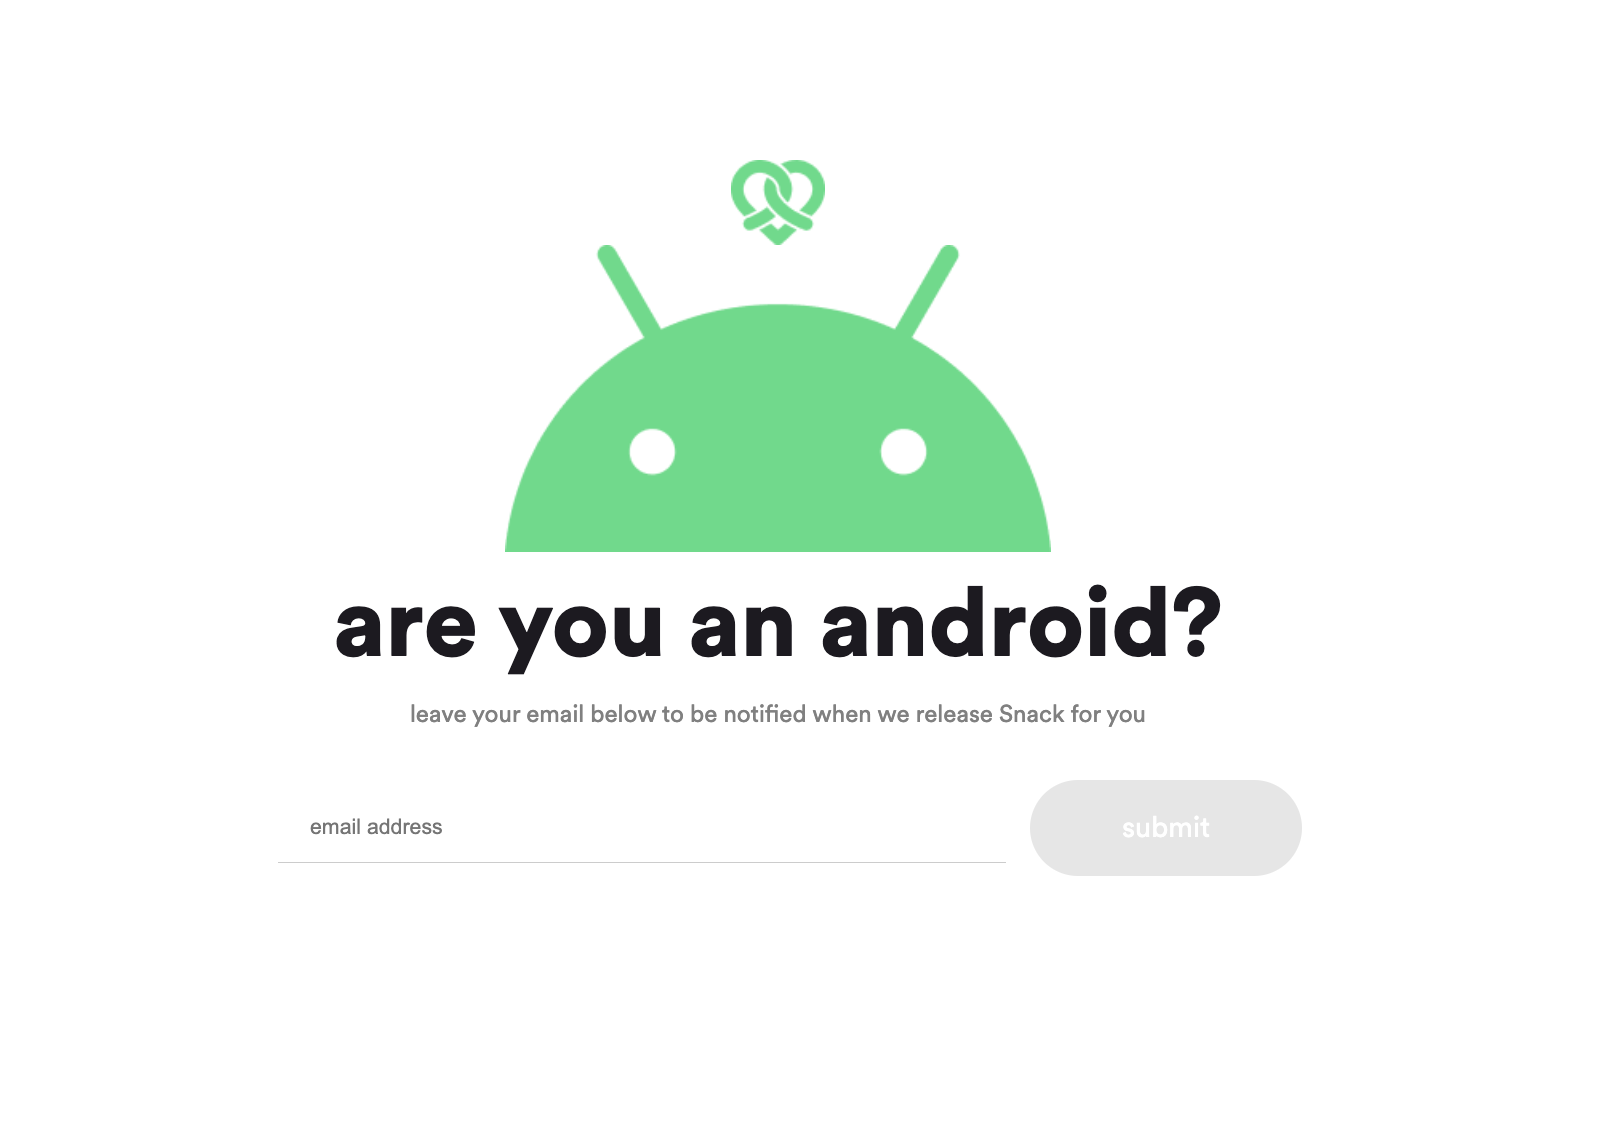 are you an android?
leave your email below to be notified when we release Snack for you
email address
submit